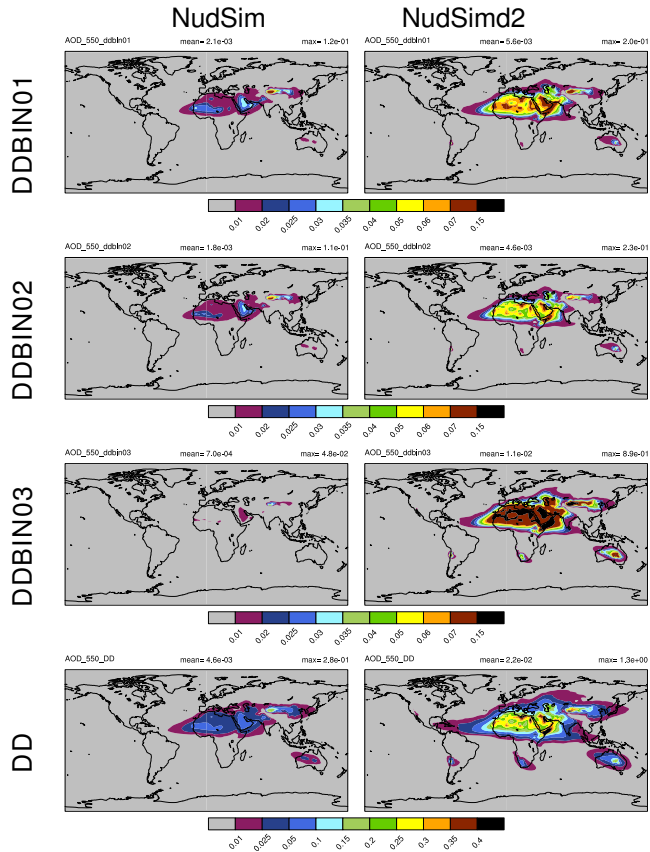 NudSim NudSimd2
AOD_550_ddbln01 mean= 2.1e-03 max= 1.2e-01 AOD_550_ddbln01 mean= 5.6e-03 max= 2.0e-01
DDBIN01
0.01 0.02 0.025 0.03 0.035 0.04 0.05 0.06 0.07 0.15
AOD_550_ddbln02 mean= 1.8e-03 max= 1.1e-01 AOD_550_ddbln02 mean= 4.6e-03 max= 2.3e-01
DDBIN02
0.01 0.02 0.025 0.03 0.035 0.04 0.05 0.06 0.07 0.15
AOD_550_ddbin03 mean= 7.0e-04 max= 4.8e-02 AOD_550_ddbin03 mean= 1.1e-02 max= 8.9e-01
DDBIN03
0.01 0.02 0.025 0.03 0.035 0.04 0.05 0.06 0.07 0.15
AOD_550_DD mean= 4.6e-03 max= 2.8e-01 AOD_550_DD mean= 2.2e-02 max= 1.3e+00
DD
0.01 0.025 0.05 0.1 0.15 0.2 0.25 0.3 0.35 0.4